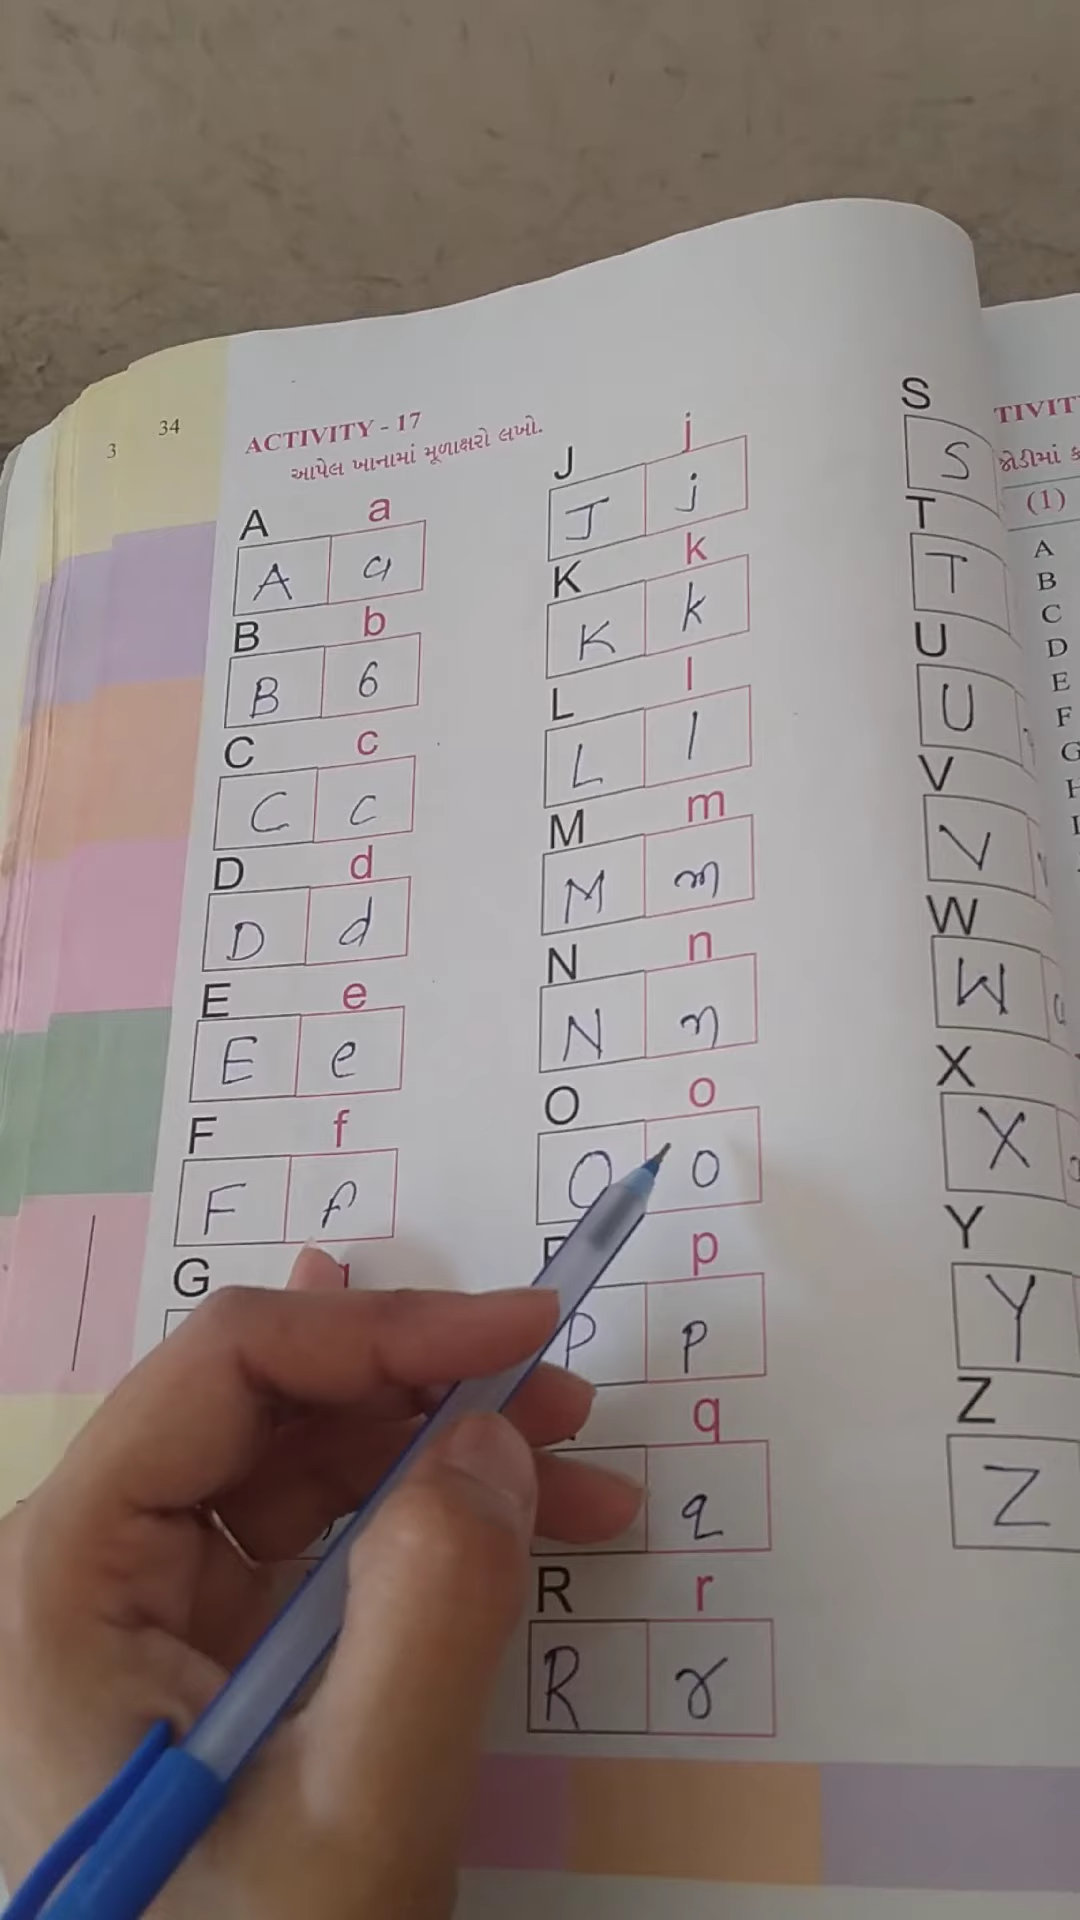 3 34
ACTIVITY - 17
આપેલ ખાનામાં મૂળાક્ષરો લખો.
A a
A a
B b
B 6
C c
C c
D d
D d
E e
E e
F f
F f
G
J j
J j
K k
K k
L l
L l
M m
M m
N n
N n
O o
O o
p
P p
q
q
R r
R r
S
S
T
T
U
U
V
V
W
W
X
X
Y
Y
Z
Z
TIVIT
જોડીમાં
(1)
A
B
C
D
E
F
G
H
I